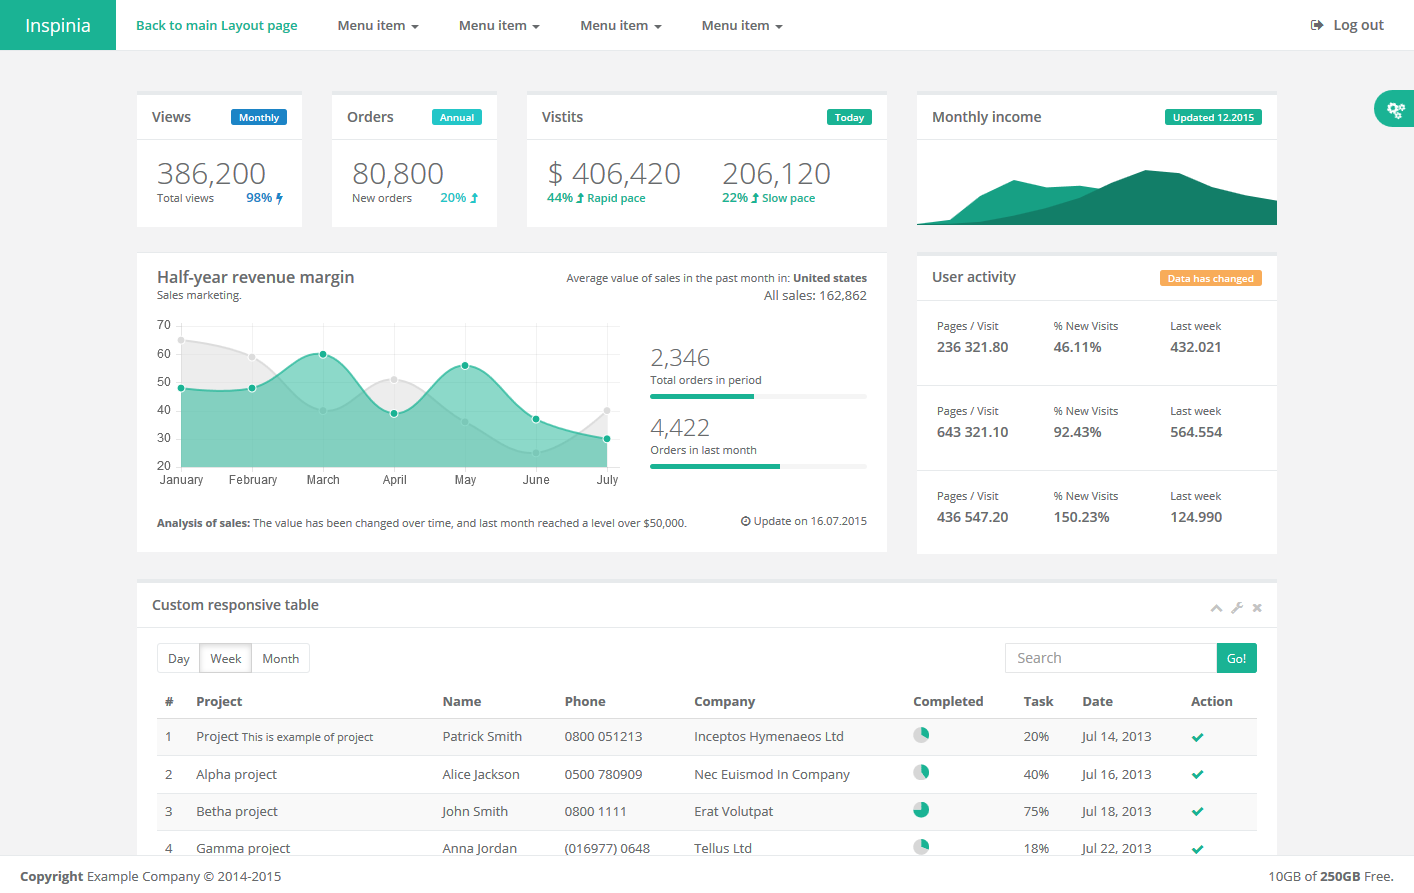 Inspinia Back to main Layout page Menu item Menu item Menu item Menu item Log out
Views Monthly
386,200
Total views 98%
Orders Annual
80,800
New orders 20%
Vistits Today
$ 406,420 206,120
44% Rapid pace 22% Slow pace
Monthly income Updated 12.2015
Half-year revenue margin
Sales marketing.
Average value of sales in the past month in: United states
All sales: 162,862
70
60
50
40
30
20
January February March April May June July
2,346
Total orders in period
4,422
Orders in last month
Analysis of sales: The value has been changed over time, and last month reached a level over $50,000.
Update on 16.07.2015
User activity Data has changed
Pages / Visit % New Visits Last week
236 321.80 46.11% 432.021
Pages / Visit % New Visits Last week
643 321.10 92.43% 564.554
Pages / Visit % New Visits Last week
436 547.20 150.23% 124.990
Custom responsive table
Day Week Month Search Go!
# Project Name Phone Company Completed Task Date Action
1 Project This is example of project Patrick Smith 0800 051213 Inceptos Hymenaeos Ltd 20% Jul 14, 2013
2 Alpha project Alice Jackson 0500 780909 Nec Euismod In Company 40% Jul 16, 2013
3 Betha project John Smith 0800 1111 Erat Volutpat 75% Jul 18, 2013
4 Gamma project Anna Jordan (016977) 0648 Tellus Ltd 18% Jul 22, 2013
Copyright Example Company © 2014-2015 10GB of 250GB Free.